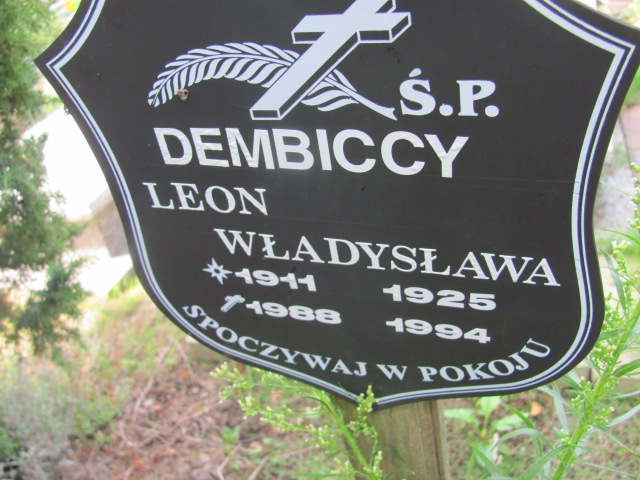 Ś.P.
DEMBICCY
LEON
WŁADYSŁAWA
1911 1925
1988 1994
SPOCZYWAJ W POKOJU